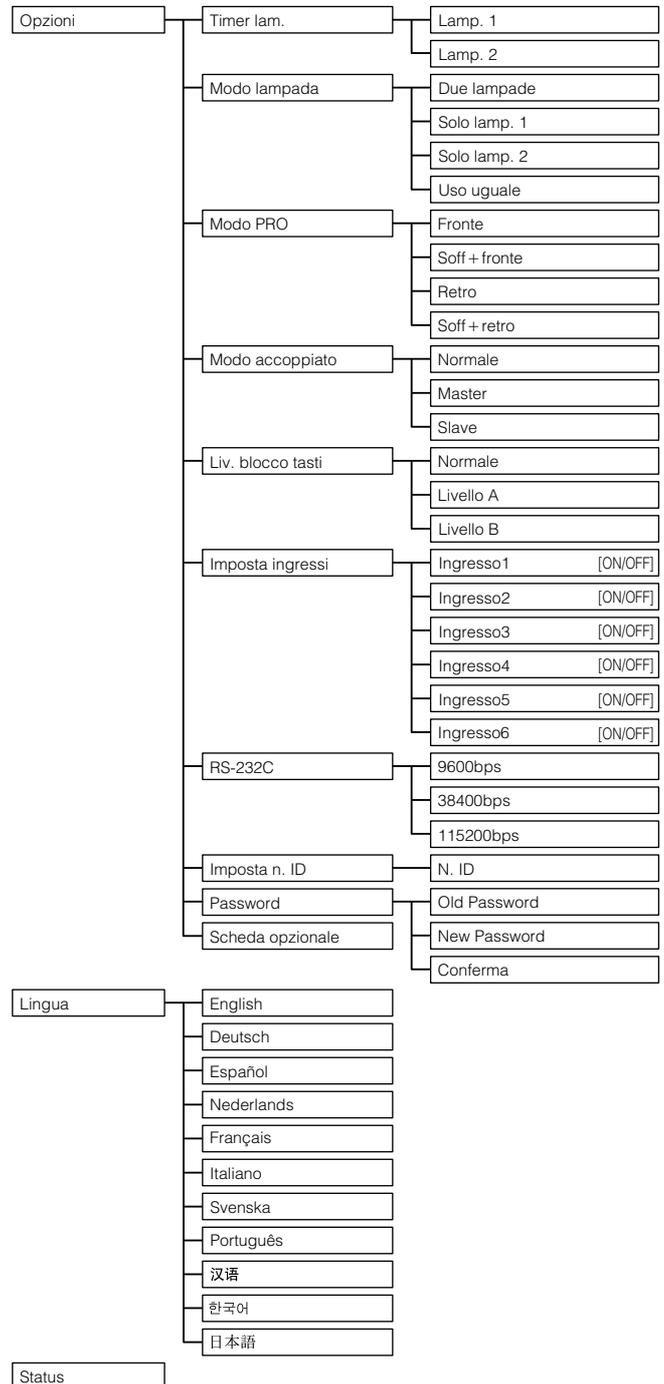 Opzioni
Timer lam.
Lamp. 1
Lamp. 2
Modo lampada
Due lampade
Solo lamp. 1
Solo lamp. 2
Uso uguale
Modo PRO
Fronte
Soff+fronte
Retro
Soff+retro
Modo accoppiato
Normale
Master
Slave
Liv. blocco tasti
Normale
Livello A
Livello B
Imposta ingressi
Ingresso1 [ON/OFF]
Ingresso2 [ON/OFF]
Ingresso3 [ON/OFF]
Ingresso4 [ON/OFF]
Ingresso5 [ON/OFF]
Ingresso6 [ON/OFF]
RS-232C
9600bps
38400bps
115200bps
Imposta n. ID
N. ID
Password
Old Password
New Password
Conferma
Scheda opzionale
Lingua
English
Deutsch
Español
Nederlands
Français
Italiano
Svenska
Português
汉语
한국어
日本語
Status